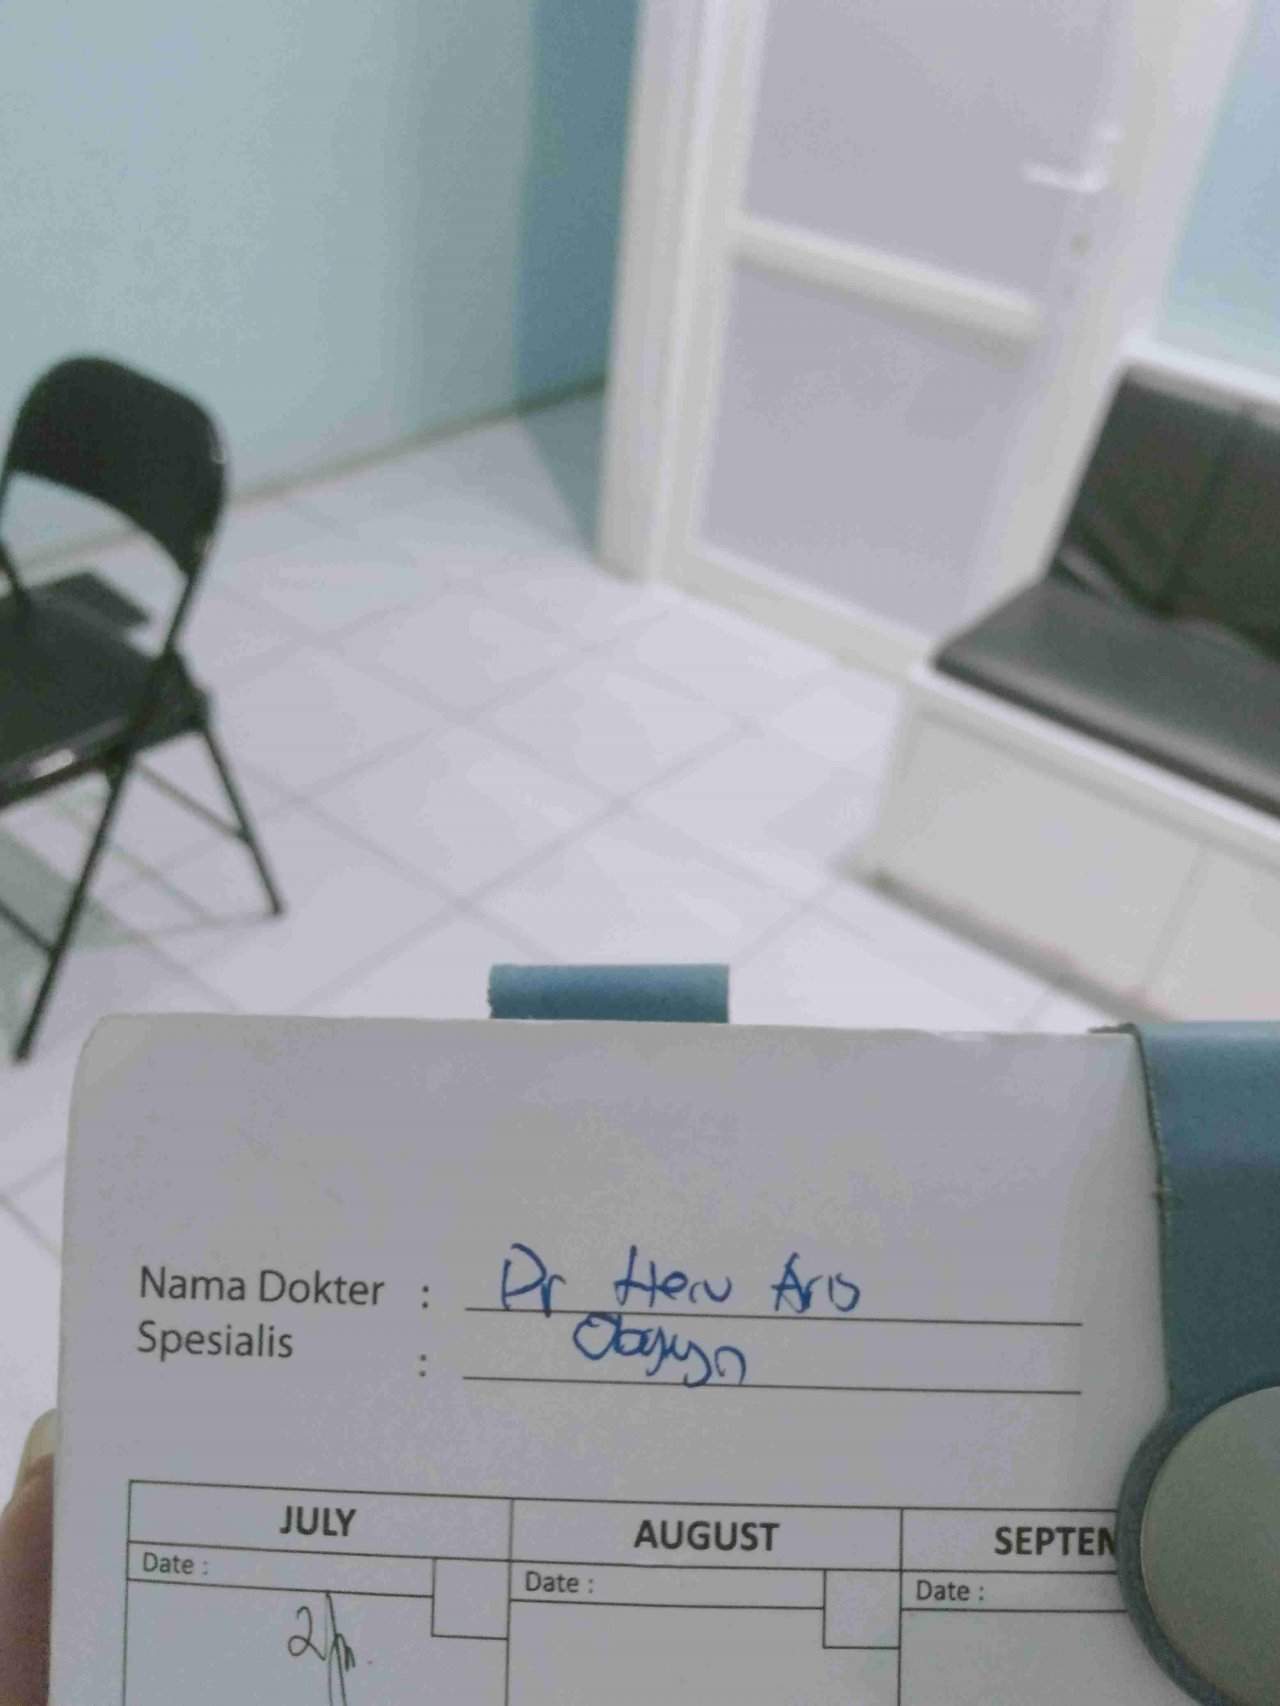 Nama Dokter : Dr Heru Aris
Spesialis : Obgyn
JULY AUGUST SEPTEN
Date : Date : Date :